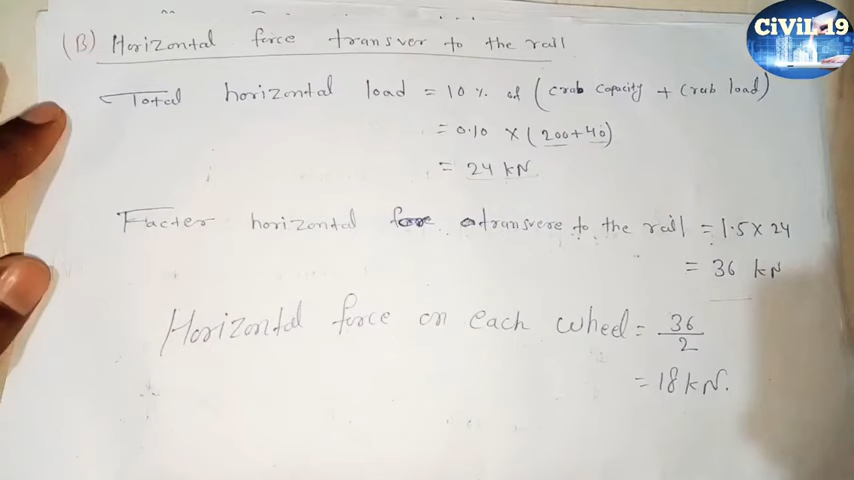 CiViL 19
(B) Horizontal force transver to the rail
Total horizontal load = 10 % of (crab capacity + Crab load)
= 0.10 × (200+40)
= 24 kN
Facter horizontal force transvere to the rail = 1.5 × 24
= 36 kN
Horizontal force on each wheel = 36/2
= 18 kN.